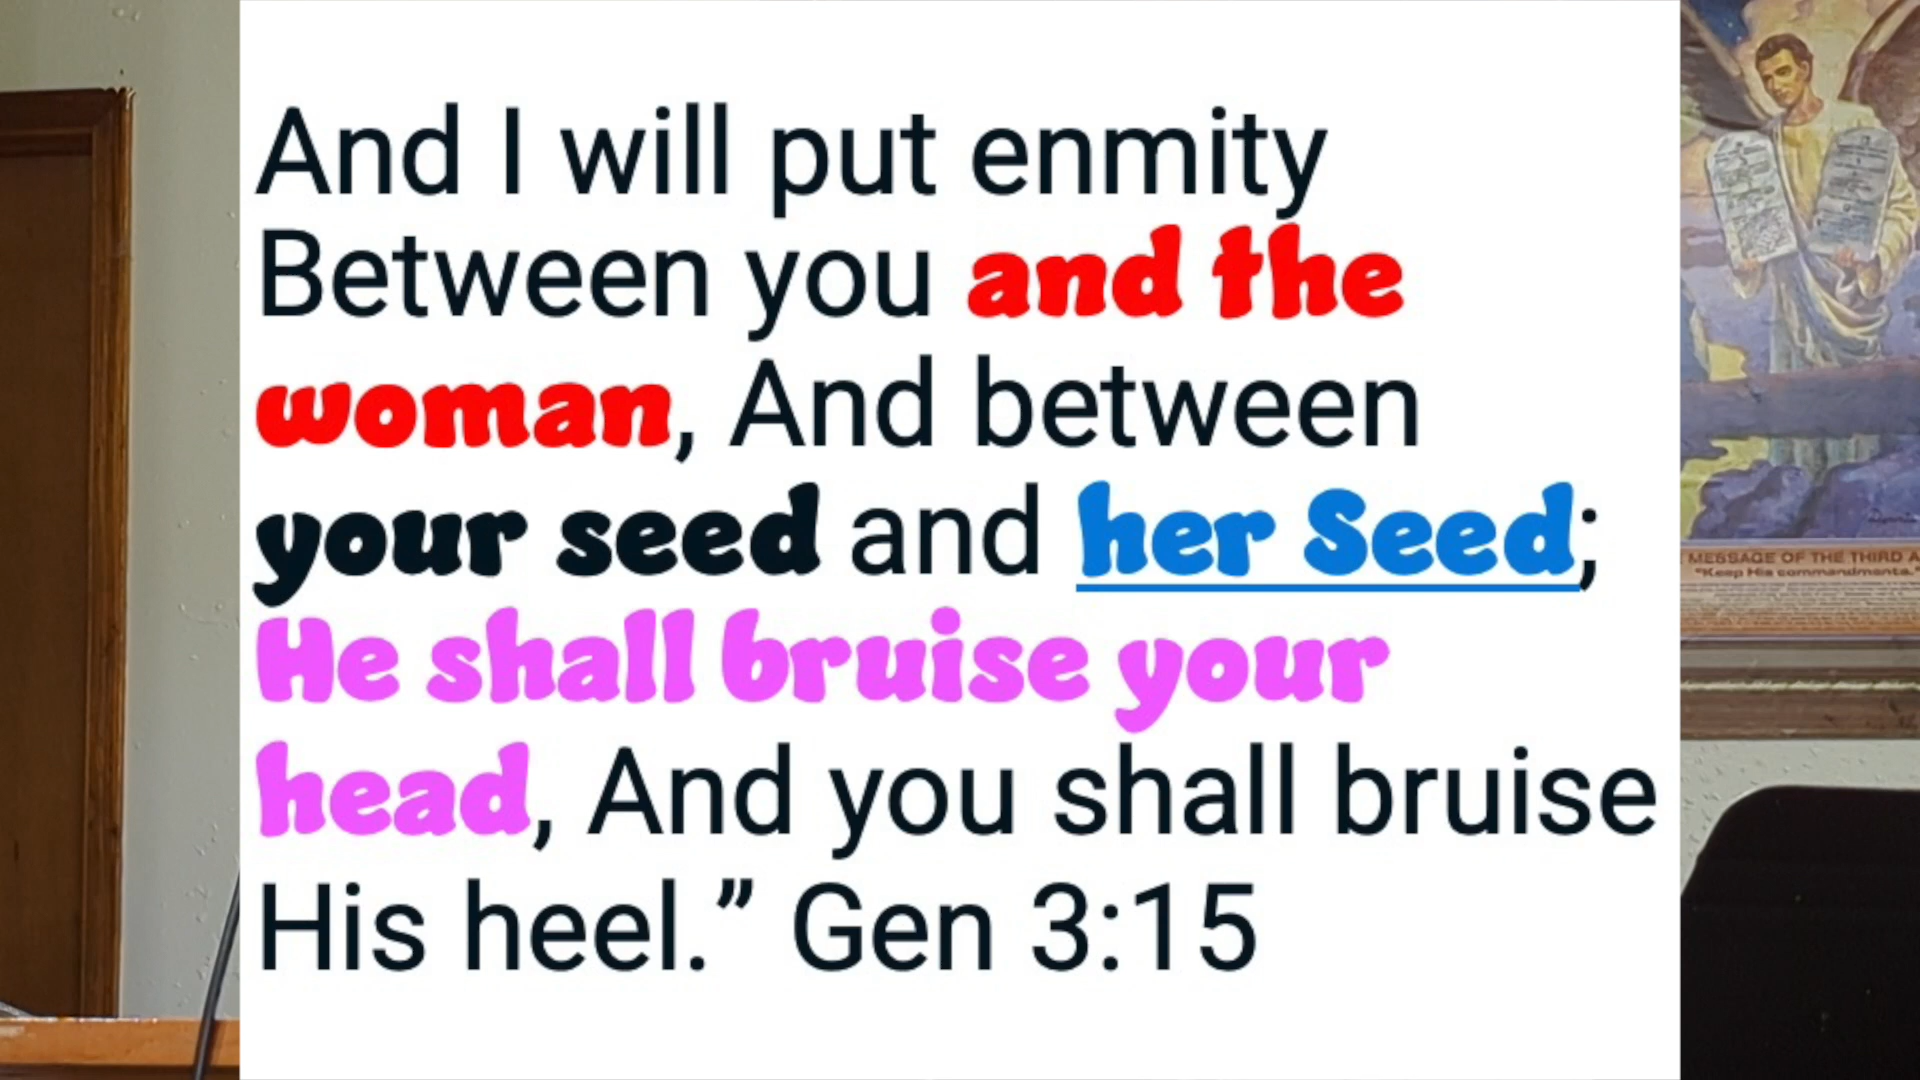 And I will put enmity
Between you and the
woman, And between
your seed and her Seed;
He shall bruise your
head, And you shall bruise
His heel.” Gen 3:15
MESSAGE OF THE THIRD A
"Keep His commandments."